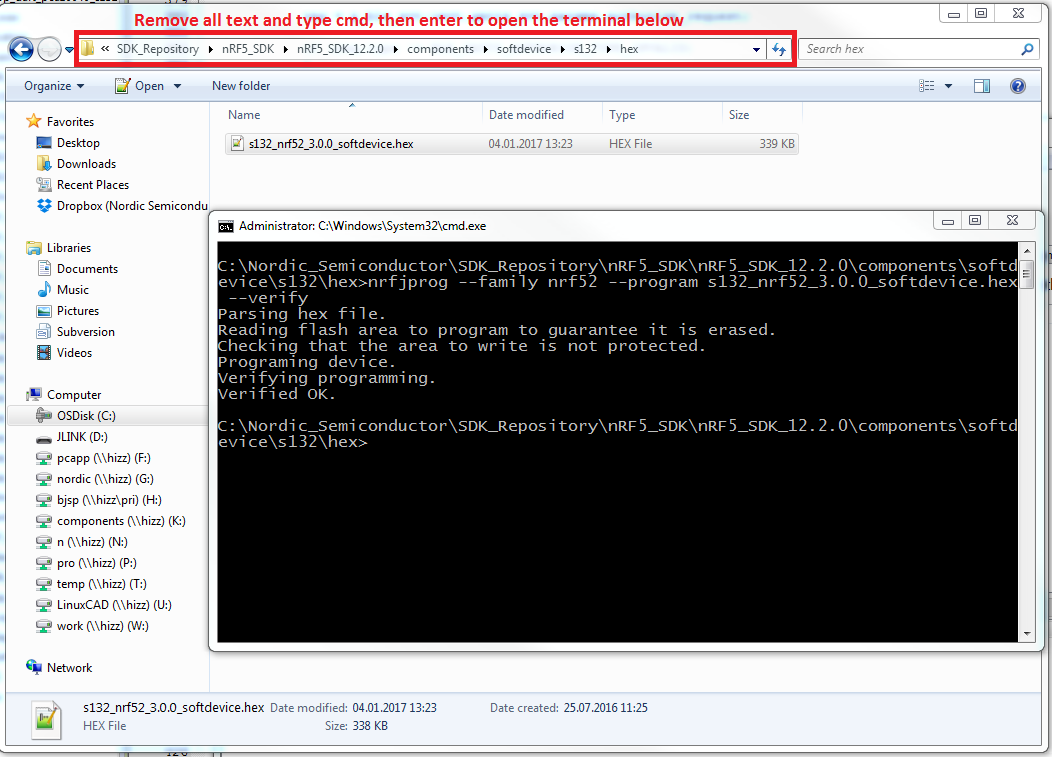 Remove all text and type cmd, then enter to open the terminal below
« SDK_Repository nRF5_SDK nRF5_SDK_12.2.0 components softdevice s132 hex
Search hex
Organize Open New folder
Name Date modified Type Size
s132_nrf52_3.0.0_softdevice.hex 04.01.2017 13:23 HEX File 339 KB
Favorites
Desktop
Downloads
Recent Places
Dropbox (Nordic Semicondu
Libraries
Documents
Music
Pictures
Subversion
Videos
Computer
OSDisk (C:)
JLINK (D:)
pcapp (\\hizz) (F:)
nordic (\\hizz) (G:)
bjsp (\\hizz\pri) (H:)
components (\\hizz) (K:)
n (\\hizz) (N:)
pro (\\hizz) (P:)
temp (\\hizz) (T:)
LinuxCAD (\\hizz) (U:)
work (\\hizz) (W:)
Network
Administrator: C:\Windows\System32\cmd.exe
C:\Nordic_Semiconductor\SDK_Repository\nRF5_SDK\nRF5_SDK_12.2.0\components\softd
evice\s132\hex>nrfjprog --family nrf52 --program s132_nrf52_3.0.0_softdevice.hex
--verify
Parsing hex file.
Reading flash area to program to guarantee it is erased.
Checking that the area to write is not protected.
Programing device.
Verifying programming.
Verified OK.
C:\Nordic_Semiconductor\SDK_Repository\nRF5_SDK\nRF5_SDK_12.2.0\components\softd
evice\s132\hex>
s132_nrf52_3.0.0_softdevice.hex Date modified: 04.01.2017 13:23 Date created: 25.07.2016 11:25
HEX File Size: 338 KB